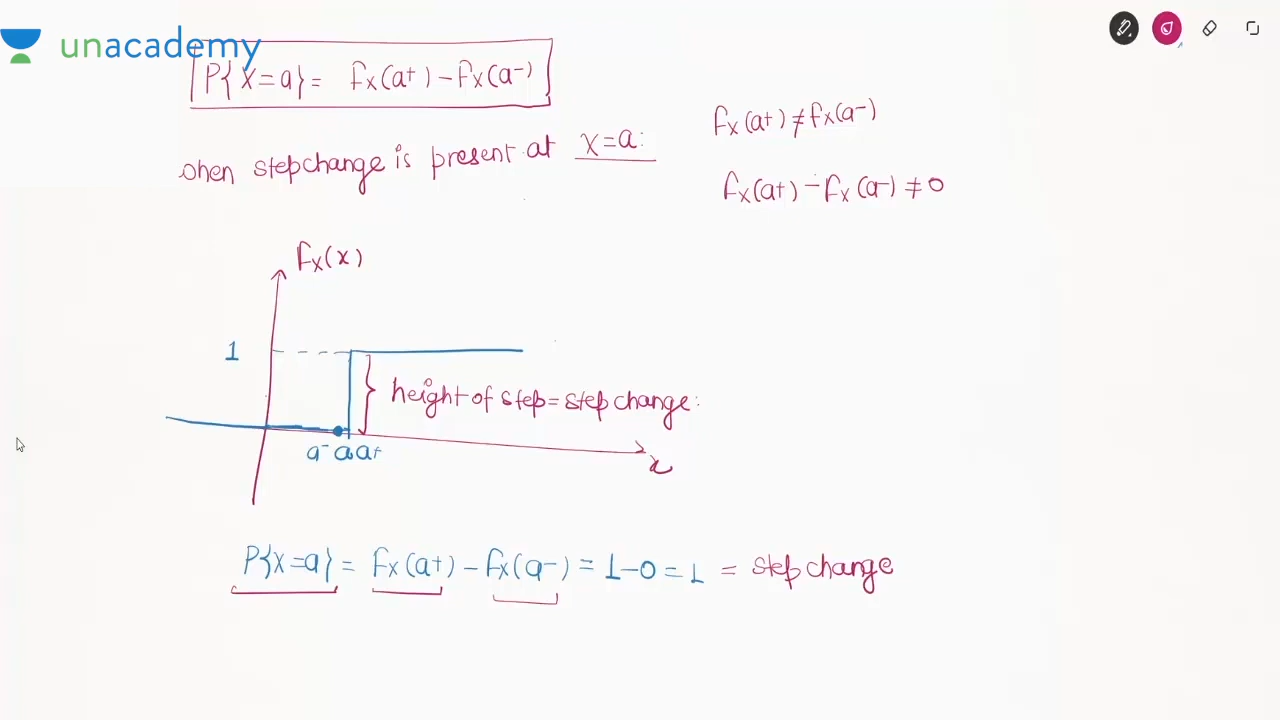 unacademy
P{X=a} = Fx(a+) - Fx(a-)
Fx(a+) ≠ Fx(a-)
when stepchange is present at x=a:
Fx(a+) - Fx(a-) ≠ 0
Fx(x)
1
height of step = step change:
a- a a+
x
P{X=a} = Fx(a+) - Fx(a-) = 1-0 = 1 = step change